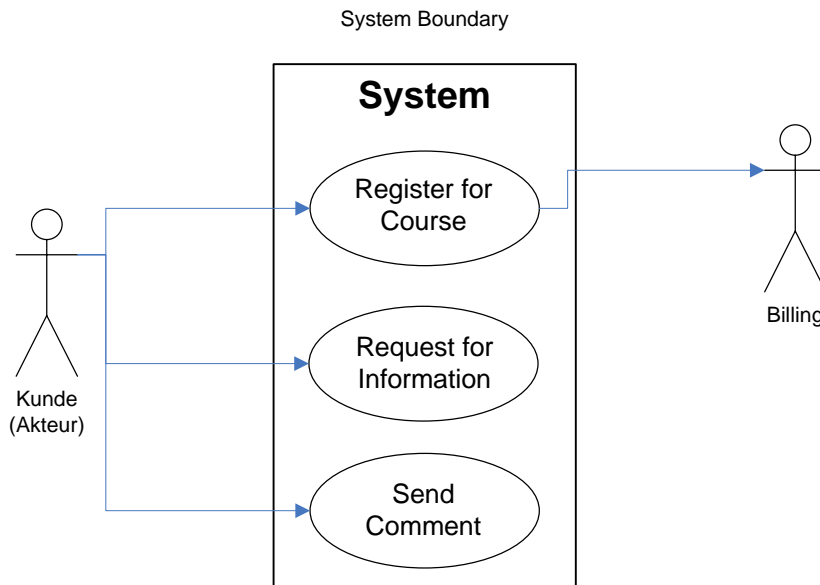 System Boundary
System
Register for
Course
Billing
Request for
Information
Kunde
(Akteur)
Send
Comment